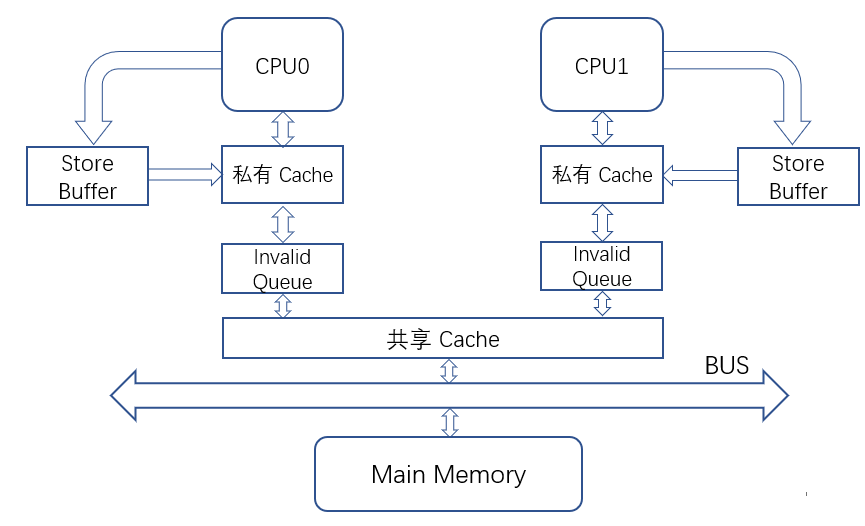 CPU0
CPU1
Store
Buffer
私有 Cache
私有 Cache
Store
Buffer
Invalid
Queue
Invalid
Queue
共享 Cache
BUS
Main Memory